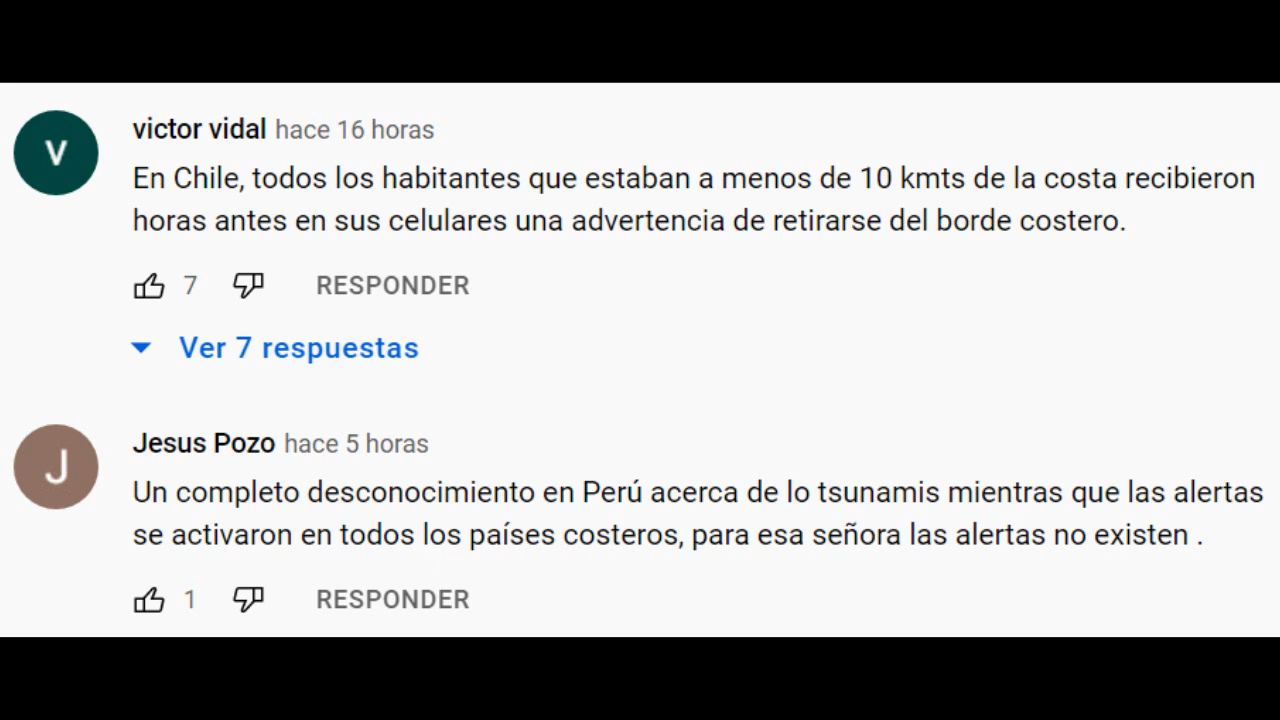 V
victor vidal hace 16 horas
En Chile, todos los habitantes que estaban a menos de 10 kmts de la costa recibieron
horas antes en sus celulares una advertencia de retirarse del borde costero.
7 RESPONDER
Ver 7 respuestas
J
Jesus Pozo hace 5 horas
Un completo desconocimiento en Perú acerca de lo tsunamis mientras que las alertas
se activaron en todos los países costeros, para esa señora las alertas no existen .
1 RESPONDER